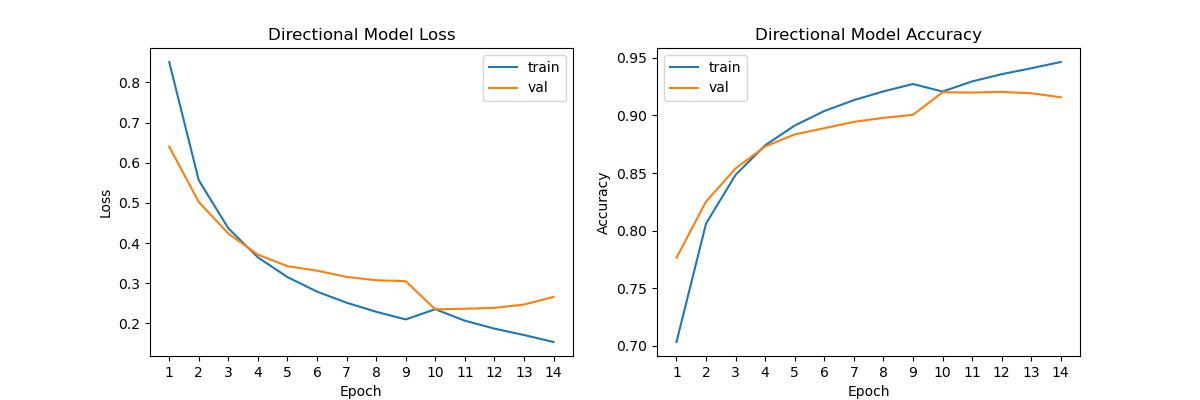 Directional Model Loss
0.8
0.7
0.6
0.5
0.4
0.3
0.2
Loss
train
val
1 2 3 4 5 6 7 8 9 10 11 12 13 14
Epoch
Directional Model Accuracy
0.95
0.90
0.85
0.80
0.75
0.70
Accuracy
train
val
1 2 3 4 5 6 7 8 9 10 11 12 13 14
Epoch